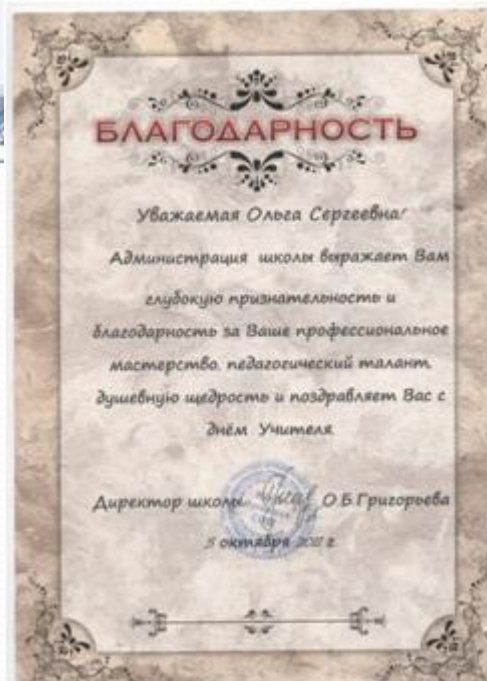 БЛАГОДАРНОСТЬ
Уважаемая Ольга Сергеевна!
Администрация школы выражает Вам
глубокую признательность и
благодарность за Ваше профессиональное
мастерство, педагогический талант,
душевную щедрость и поздравляет Вас с
днём Учителя
Директор школы О.Б.Григорьева
5 октября г.